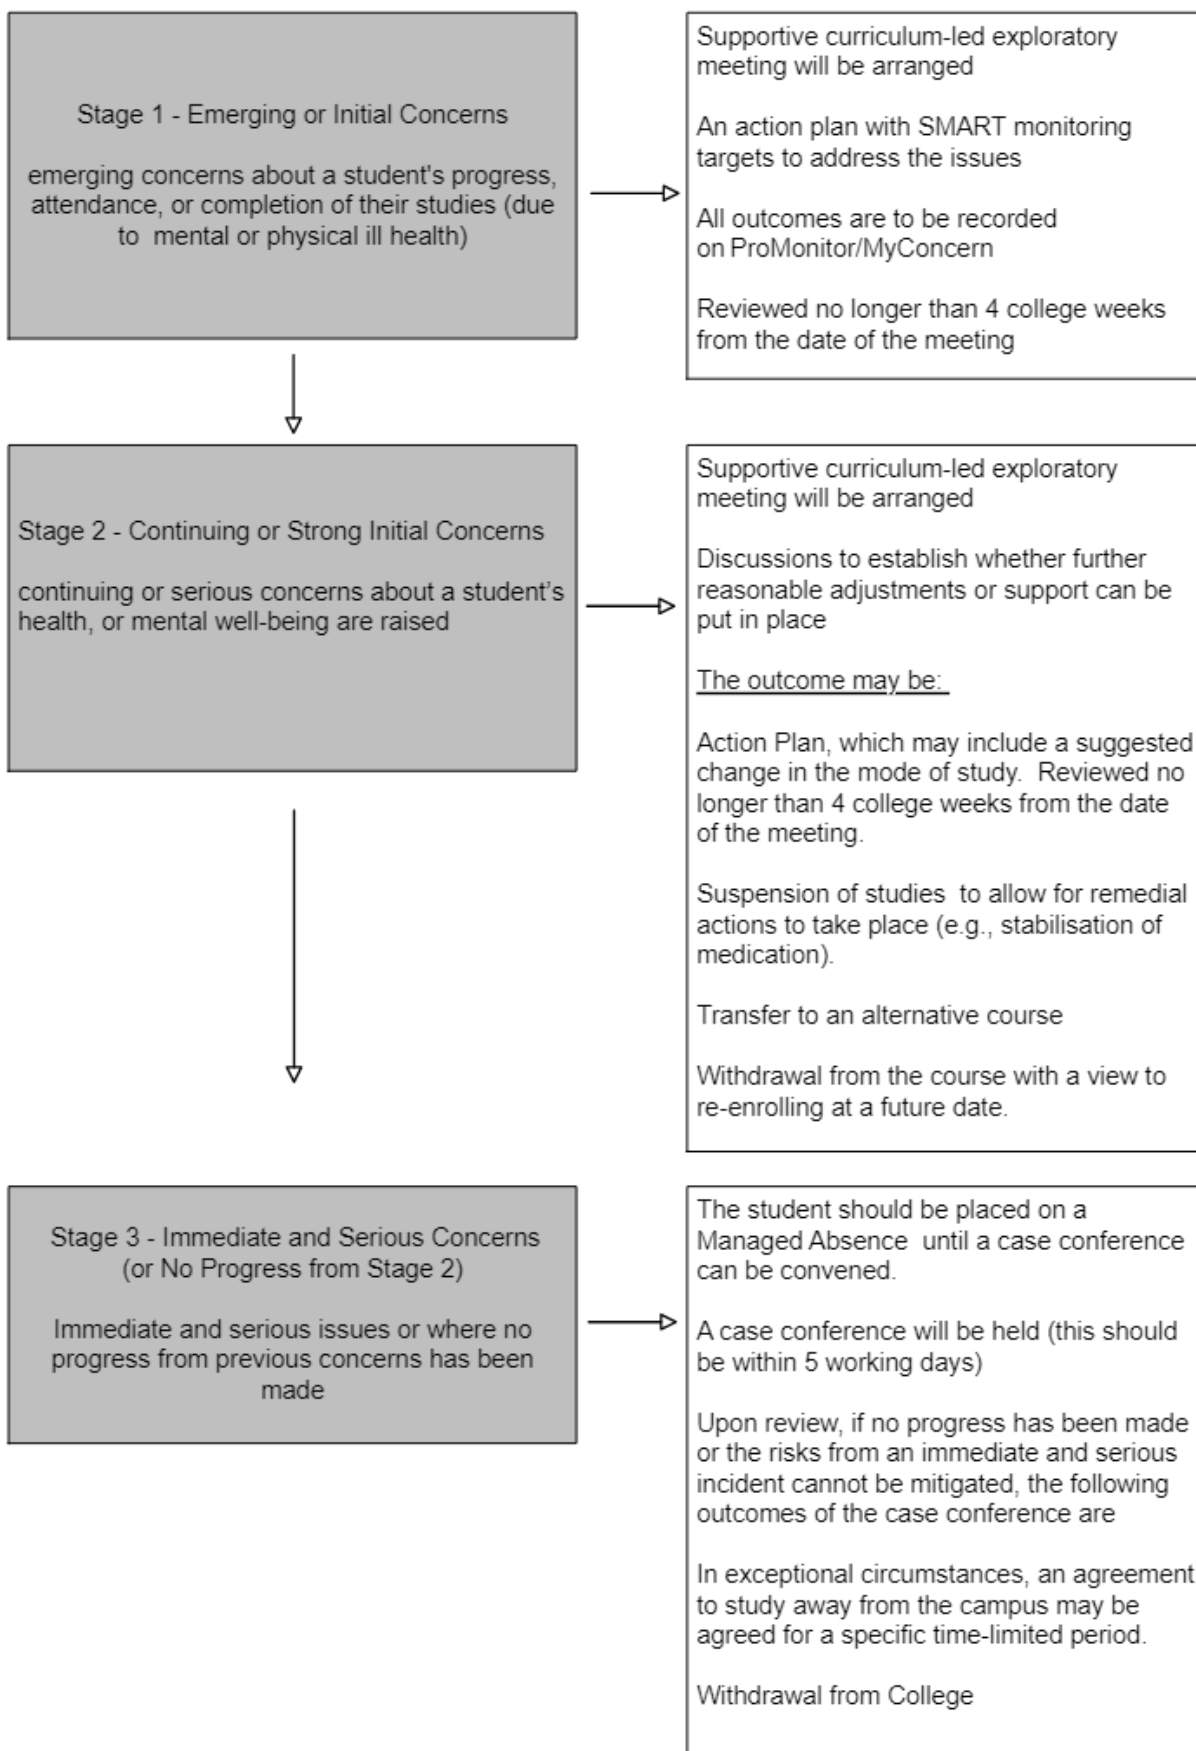 Stage 1 - Emerging or Initial Concerns
emerging concerns about a student's progress,
attendance, or completion of their studies (due
to  mental or physical ill health)
Supportive curriculum-led exploratory
meeting will be arranged
An action plan with SMART monitoring
targets to address the issues
All outcomes are to be recorded
on ProMonitor/MyConcern
Reviewed no longer than 4 college weeks
from the date of the meeting
Stage 2 - Continuing or Strong Initial Concerns
continuing or serious concerns about a student’s
health, or mental well-being are raised
Supportive curriculum-led exploratory
meeting will be arranged
Discussions to establish whether further
reasonable adjustments or support can be
put in place
The outcome may be:
Action Plan, which may include a suggested
change in the mode of study.  Reviewed no
longer than 4 college weeks from the date
of the meeting.
Suspension of studies  to allow for remedial
actions to take place (e.g., stabilisation of
medication).
Transfer to an alternative course
Withdrawal from the course with a view to
re-enrolling at a future date.
Stage 3 - Immediate and Serious Concerns
(or No Progress from Stage 2)
Immediate and serious issues or where no
progress from previous concerns has been
made
The student should be placed on a
Managed Absence  until a case conference
can be convened.
A case conference will be held (this should
be within 5 working days)
Upon review, if no progress has been made
or the risks from an immediate and serious
incident cannot be mitigated, the following
outcomes of the case conference are
In exceptional circumstances, an agreement
to study away from the campus may be
agreed for a specific time-limited period.
Withdrawal from College